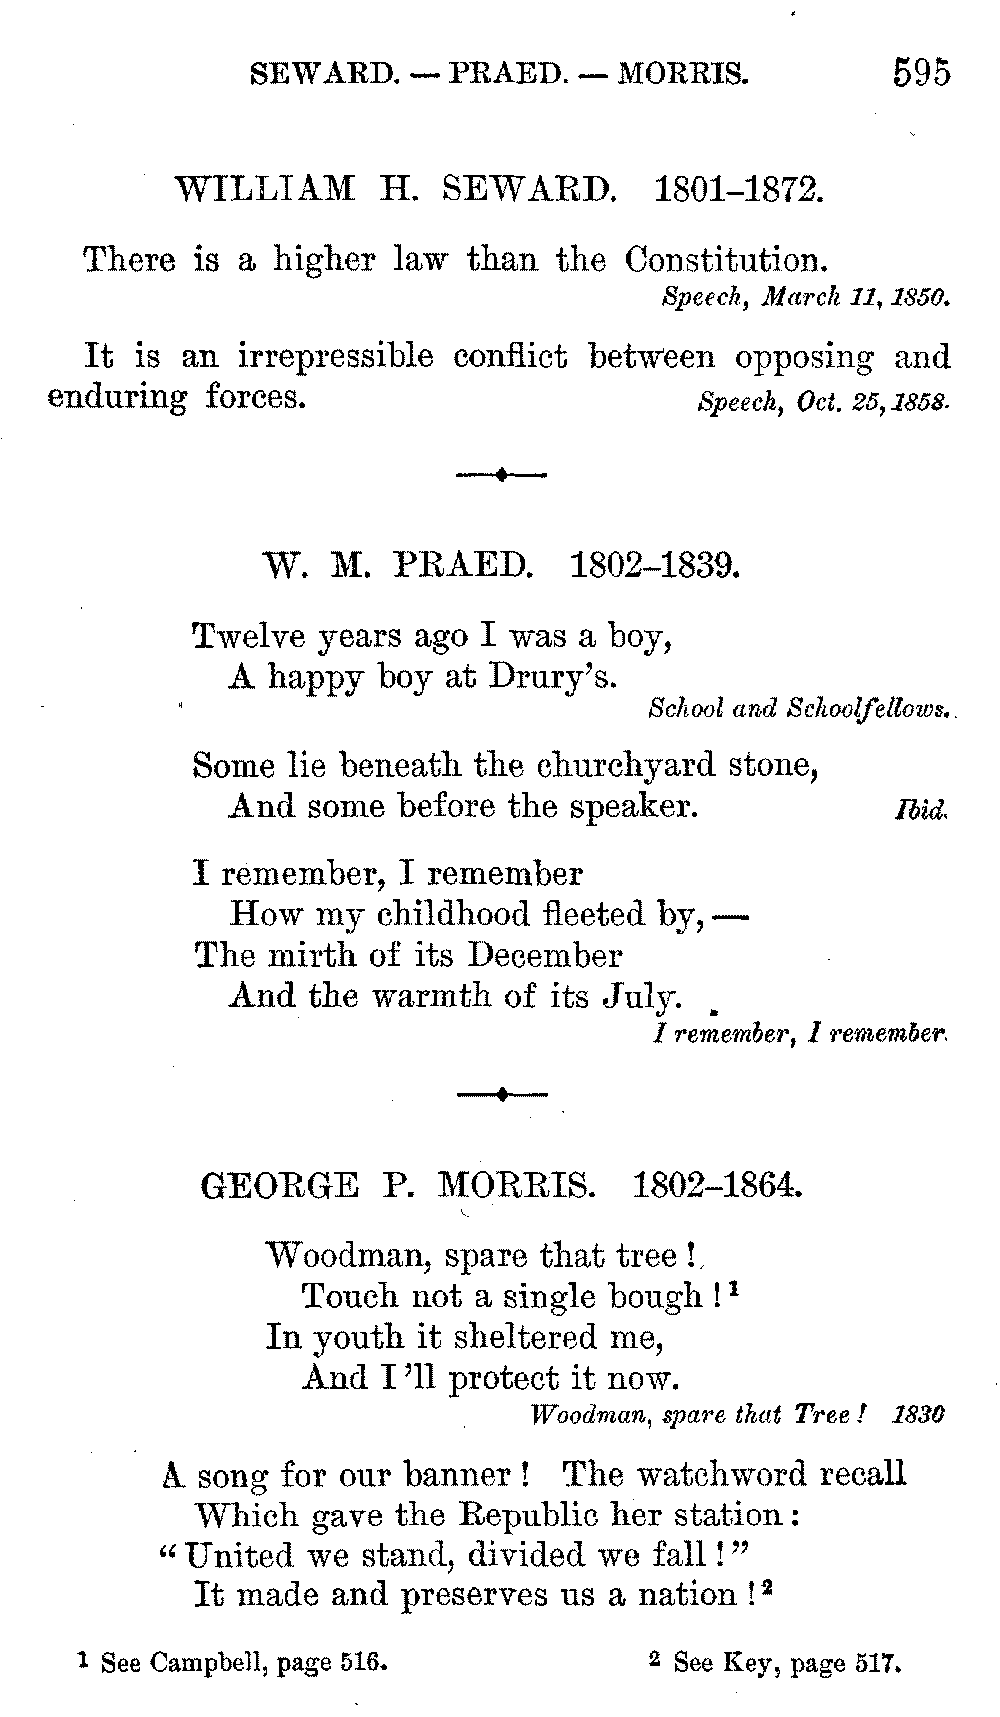 SEWARD. — PRAED. — MORRIS. 595
WILLIAM H. SEWARD. 1801–1872.
There is a higher law than the Constitution.
Speech, March 11, 1850.
It is an irrepressible conflict between opposing and
enduring forces. Speech, Oct. 25, 1858.
W. M. PRAED. 1802–1839.
Twelve years ago I was a boy,
A happy boy at Drury's.
School and Schoolfellows.
Some lie beneath the churchyard stone,
And some before the speaker. Ibid.
I remember, I remember
How my childhood fleeted by, —
The mirth of its December
And the warmth of its July.
I remember, I remember.
GEORGE P. MORRIS. 1802–1864.
Woodman, spare that tree!
Touch not a single bough!¹
In youth it sheltered me,
And I'll protect it now.
Woodman, spare that Tree! 1830
A song for our banner! The watchword recall
Which gave the Republic her station:
"United we stand, divided we fall!"
It made and preserves us a nation!²
¹ See Campbell, page 516. ² See Key, page 517.